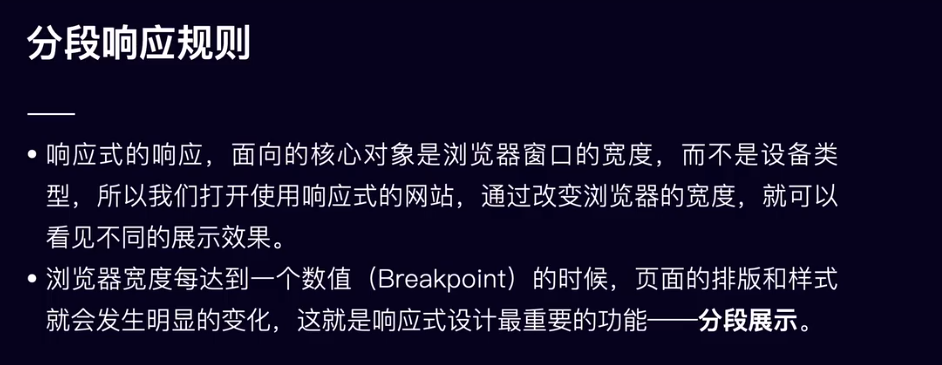 分段响应规则
• 响应式的响应，面向的核心对象是浏览器窗口的宽度，而不是设备类
型，所以我们打开使用响应式的网站，通过改变浏览器的宽度，就可以
看见不同的展示效果。
• 浏览器宽度每达到一个数值（Breakpoint）的时候，页面的排版和样式
就会发生明显的变化，这就是响应式设计最重要的功能——分段展示。